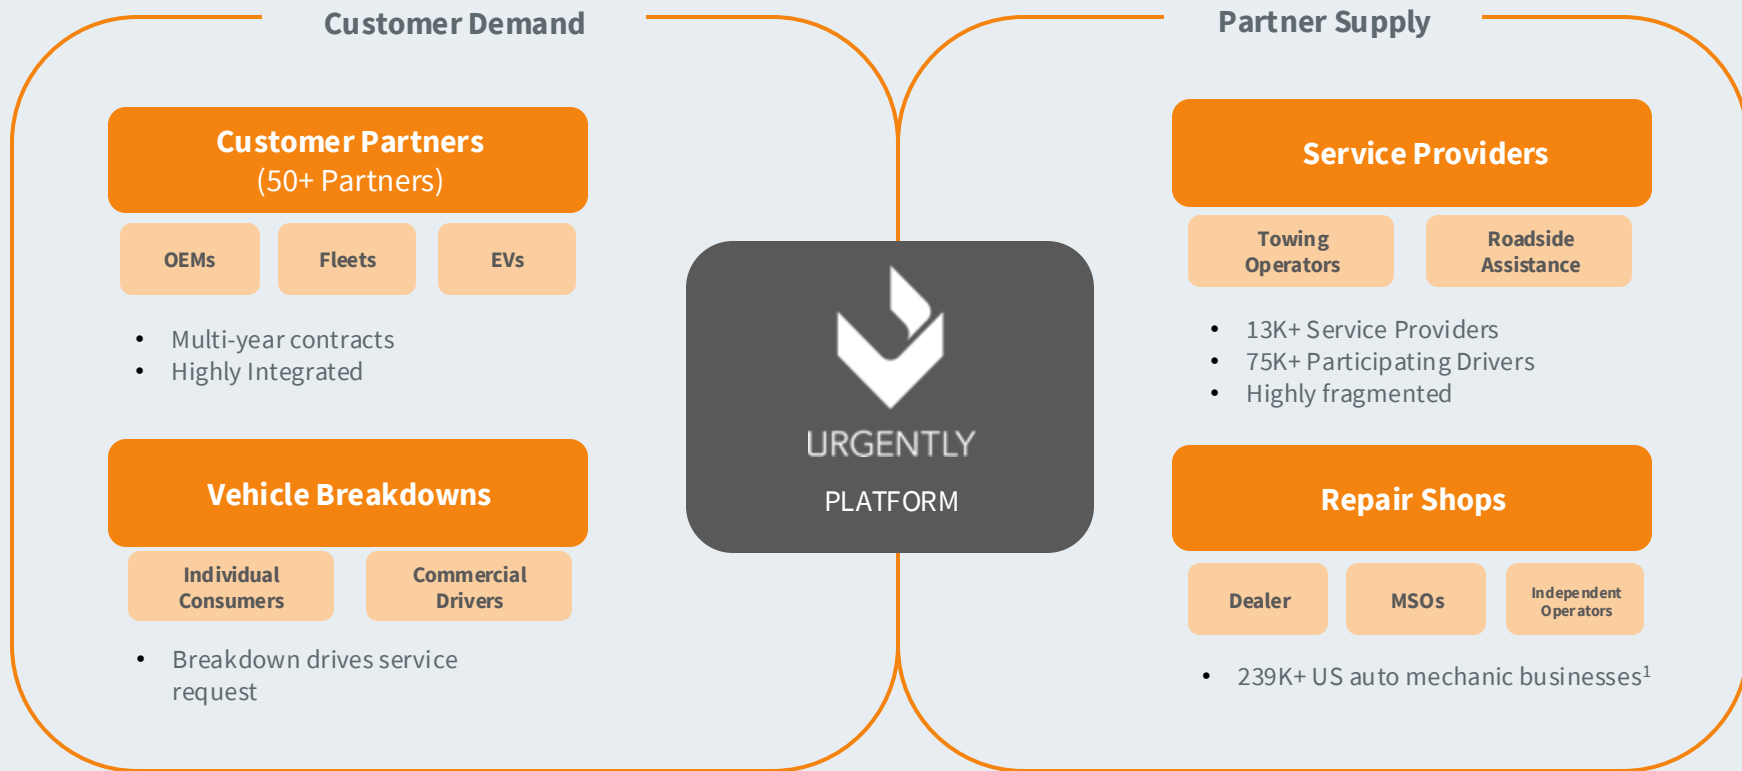 Customer Demand
Customer Partners
(50+ Partners)
OEMs
Fleets
EVs
• Multi-year contracts
• Highly Integrated
Vehicle Breakdowns
Individual
Consumers
Commercial
Drivers
• Breakdown drives service
request
URGENTLY
PLATFORM
Partner Supply
Service Providers
Towing
Operators
Roadside
Assistance
• 13K+ Service Providers
• 75K+ Participating Drivers
• Highly fragmented
Repair Shops
Dealer
MSOs
Independent
Operators
• 239K+ US auto mechanic businesses¹